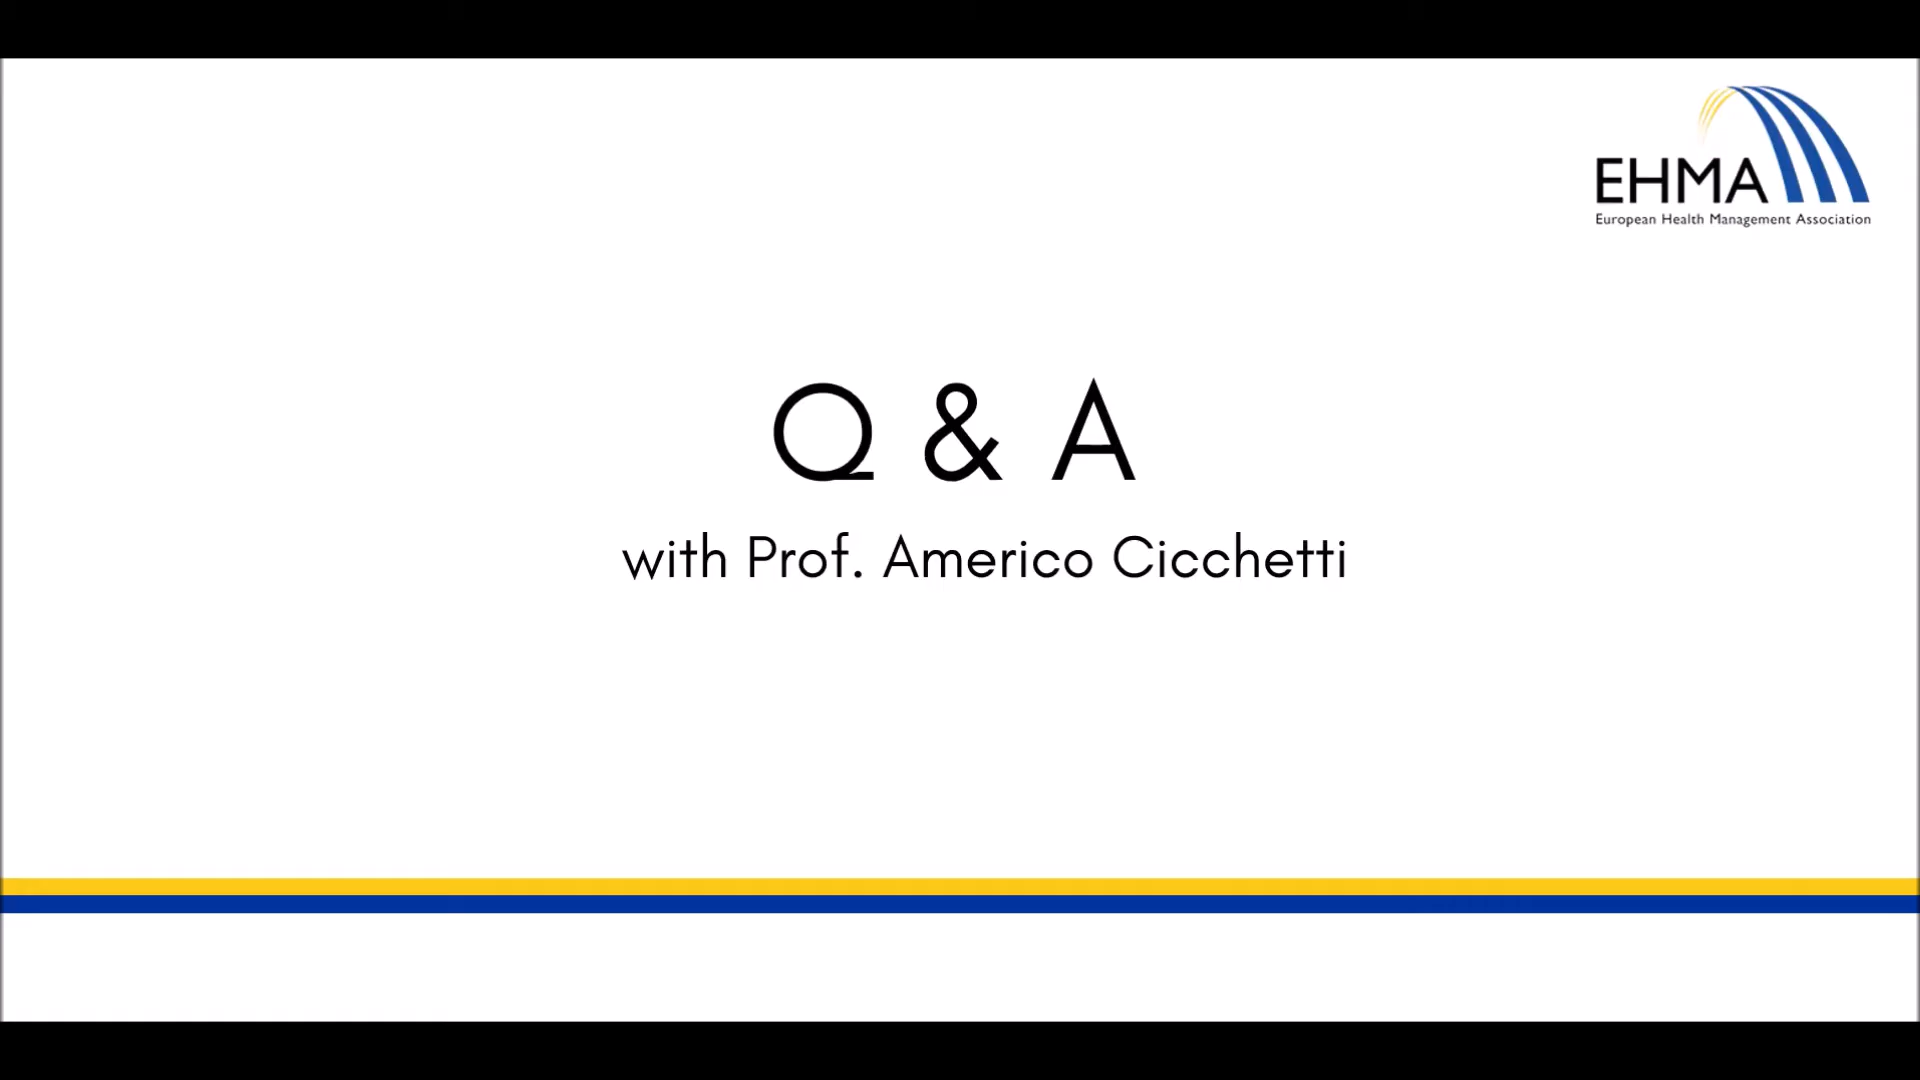 EHMA
European Health Management Association
Q & A
with Prof. Americo Cicchetti